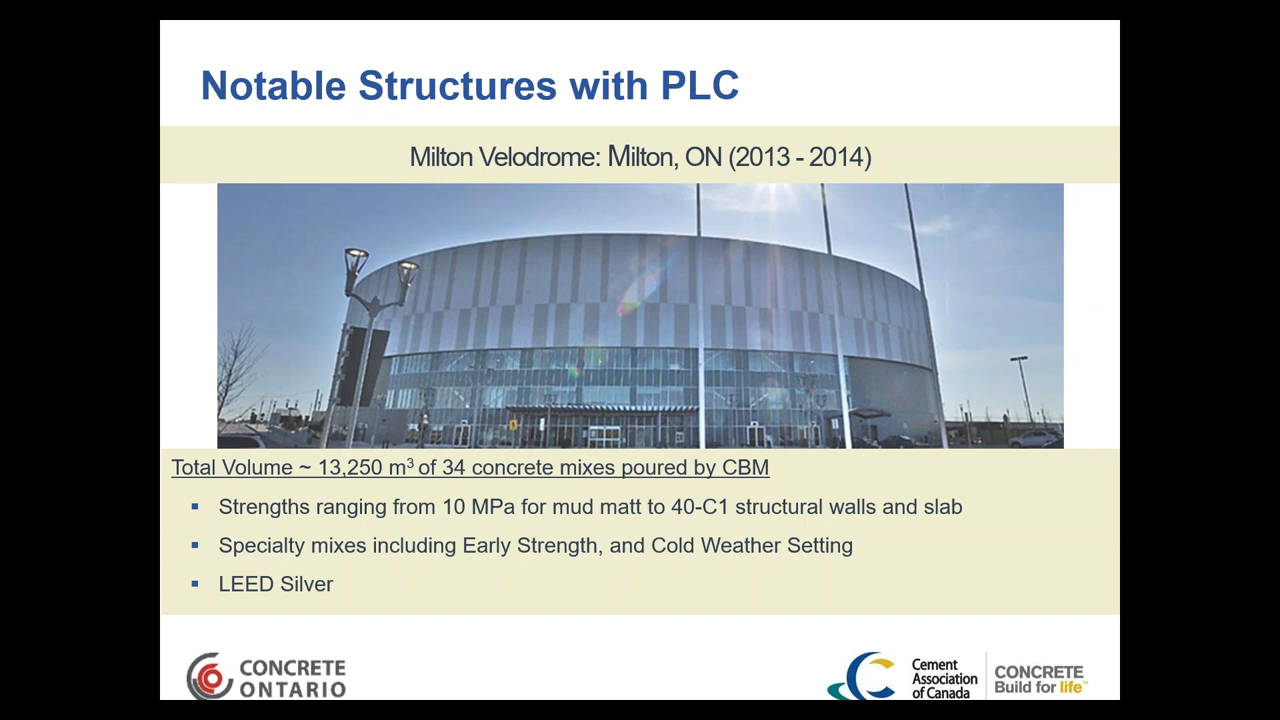 Notable Structures with PLC
Milton Velodrome: Milton, ON (2013 - 2014)
Total Volume ~ 13,250 m³ of 34 concrete mixes poured by CBM
▪ Strengths ranging from 10 MPa for mud matt to 40-C1 structural walls and slab
▪ Specialty mixes including Early Strength, and Cold Weather Setting
▪ LEED Silver
CONCRETE
ONTARIO
Cement
Association
of Canada
CONCRETE
Build for life™